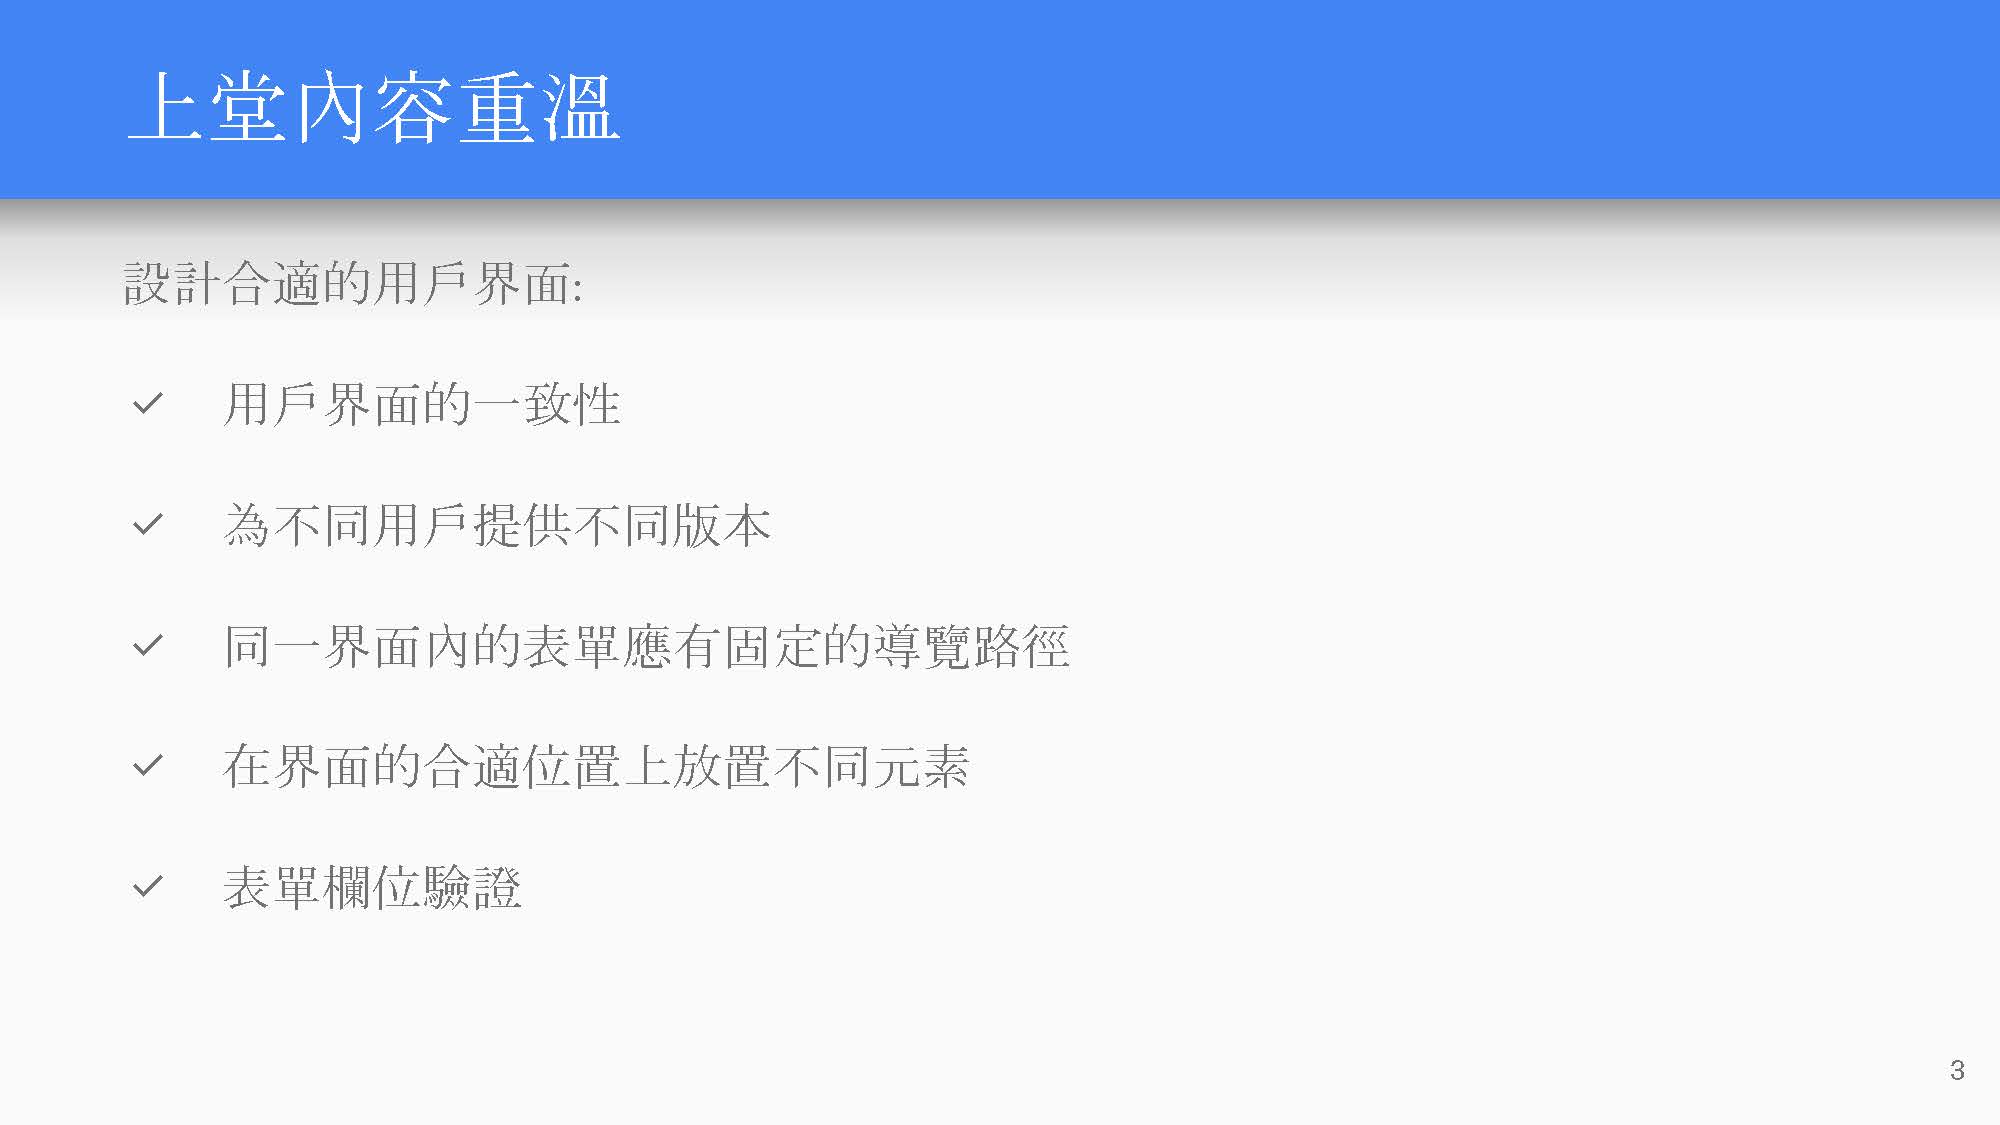 上堂內容重溫
設計合適的用戶界面:
✓ 用戶界面的一致性
✓ 為不同用戶提供不同版本
✓ 同一界面內的表單應有固定的導覽路徑
✓ 在界面的合適位置上放置不同元素
✓ 表單欄位驗證
3